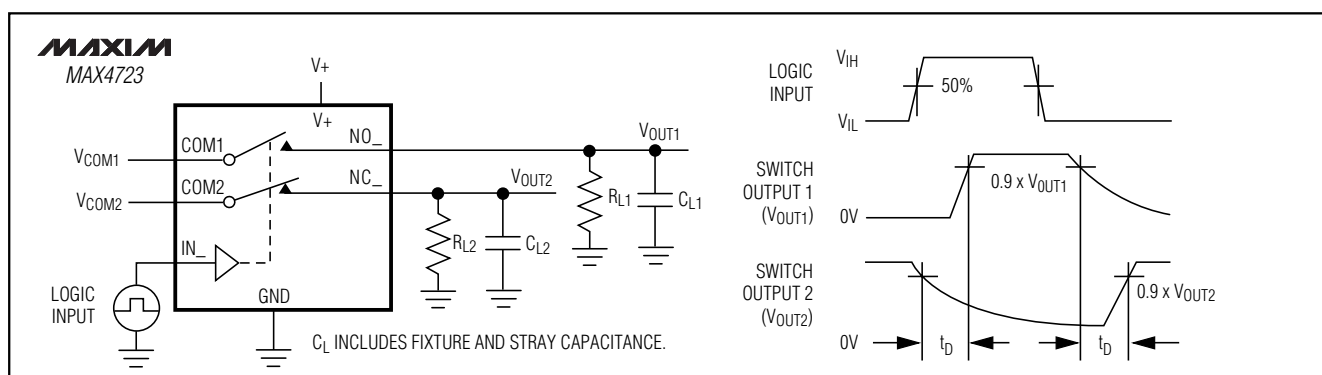 MAXIM
MAX4723
V+
V+
COM1
NO_
VOUT1
VCOM1
COM2
NC_
VOUT2
VCOM2
RL1
CL1
RL2
CL2
IN_
LOGIC
INPUT
GND
CL INCLUDES FIXTURE AND STRAY CAPACITANCE.
LOGIC
INPUT
VIH
50%
VIL
SWITCH
OUTPUT 1
(VOUT1)
0.9 x VOUT1
0V
SWITCH
OUTPUT 2
(VOUT2)
0.9 x VOUT2
0V
tD
tD